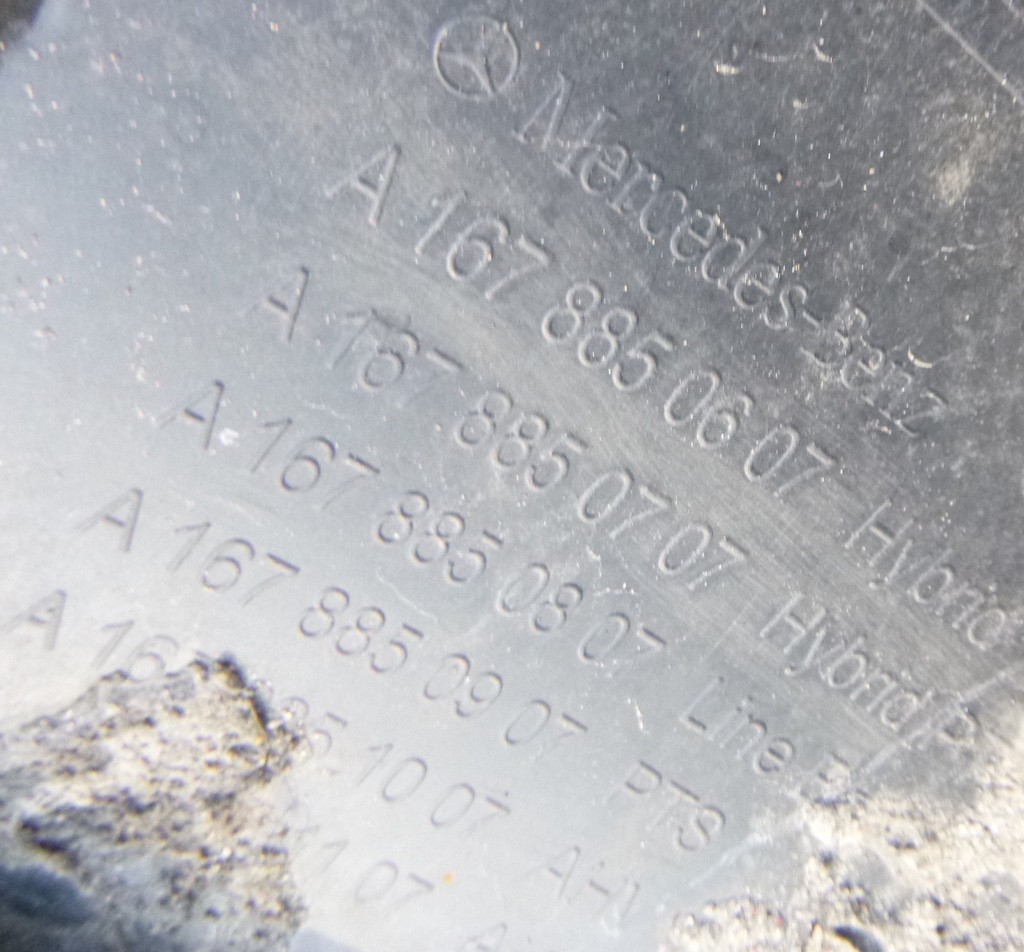 Mercedes-Benz
A 167 885 06 07 Hybrid
A 167 885 07 07 Hybrid P
A 167 885 08 07 Line
A 167 885 09 07 PTS
A 10 07
07